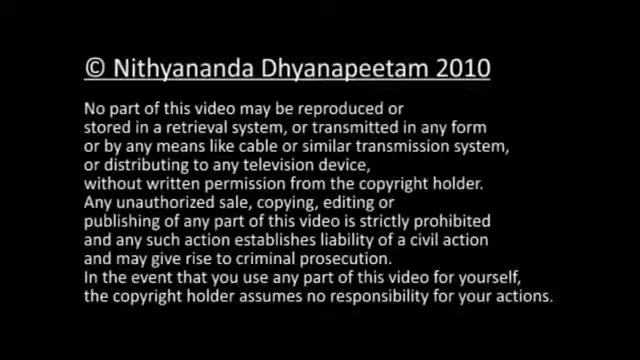 © Nithyananda Dhyanapeetam 2010
No part of this video may be reproduced or
stored in a retrieval system, or transmitted in any form
or by any means like cable or similar transmission system,
or distributing to any television device,
without written permission from the copyright holder.
Any unauthorized sale, copying, editing or
publishing of any part of this video is strictly prohibited
and any such action establishes liability of a civil action
and may give rise to criminal prosecution.
In the event that you use any part of this video for yourself,
the copyright holder assumes no responsibility for your actions.